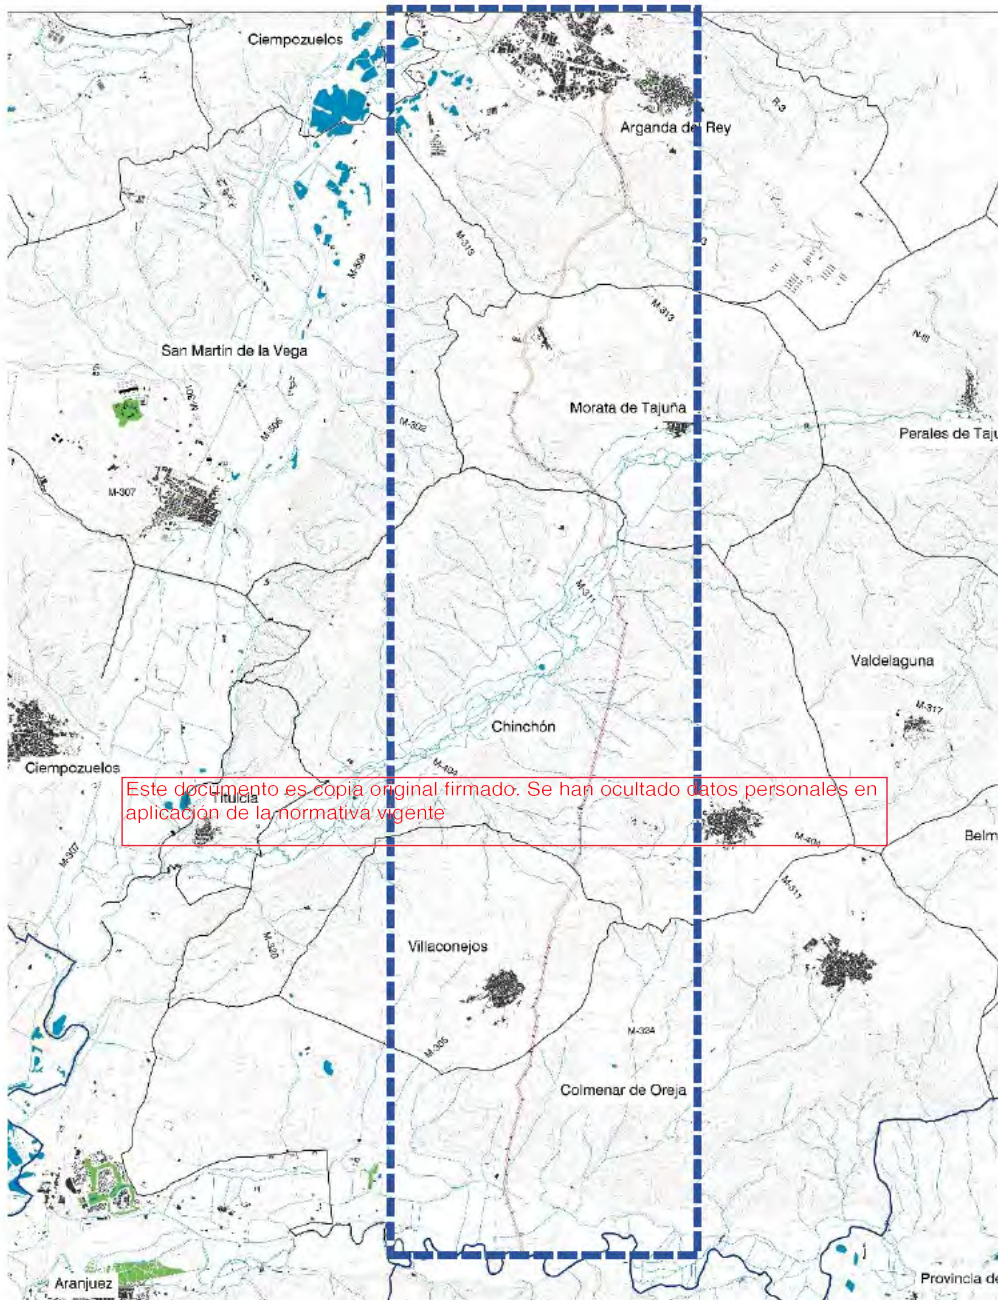 Ciempozuelos
Arganda del Rey
R-3
M-313
M-506
M-313
N-III
San Martín de la Vega
M-301
M-506
M-302
Morata de Tajuña
Perales de Taju
M-307
M-311
Valdelaguna
M-317
Chinchón
Ciempozuelos
M-404
Este documento es copia original firmado. Se han ocultado datos personales en
aplicación de la normativa vigente
Titulcia
M-404
Belm
M-307
M-311
M-320
Villaconejos
M-324
M-305
Colmenar de Oreja
Aranjuez
Provincia de